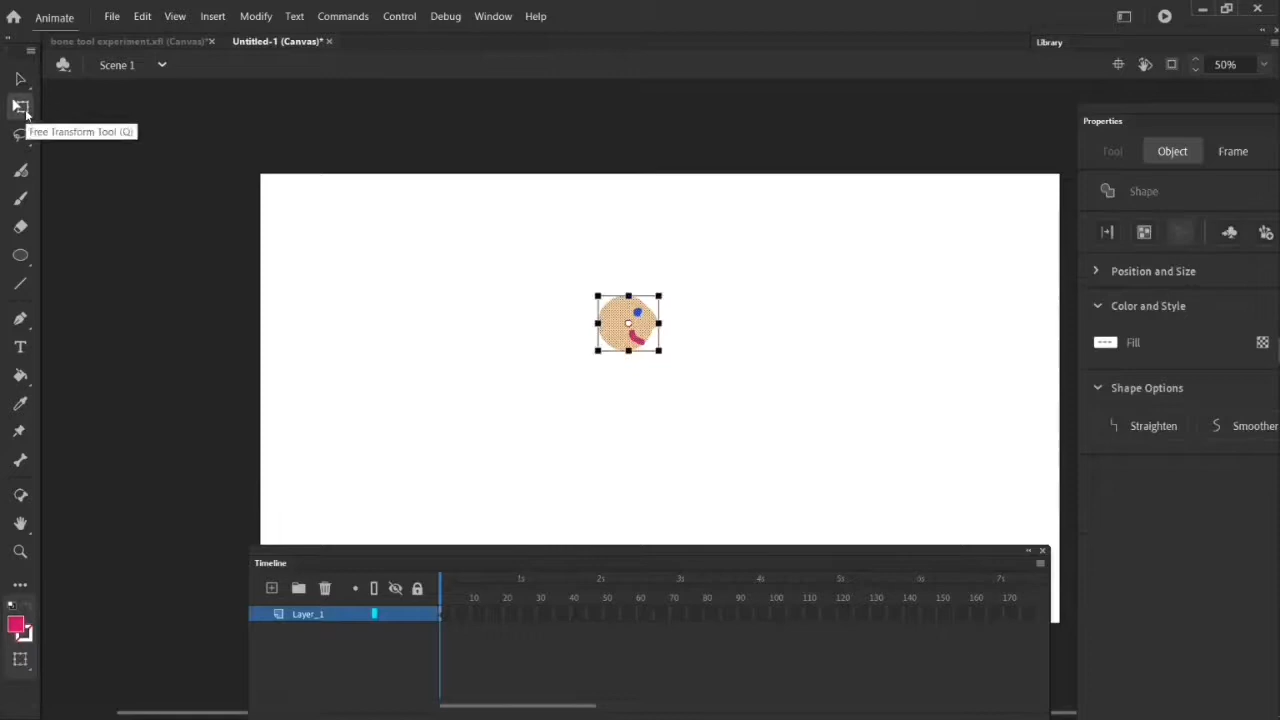 Animate File Edit View Insert Modify Text Commands Control Debug Window Help
bone tool experiment.xfl (Canvas)* Untitled-1 (Canvas)* Library
Scene 1 50%
Free Transform Tool (Q)
Properties
Tool Object Frame
Shape
Position and Size
Color and Style
Fill
Shape Options
Straighten Smoother
T
Timeline
1s 2s 3s 4s 5s 6s 7s
10 20 30 40 50 60 70 80 90 100 110 120 130 140 150 160 170
Layer_1